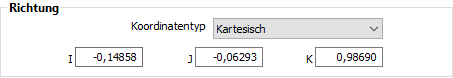 Richtung
Koordinatentyp Kartesisch
I -0,14858 J -0,06293 K 0,98690